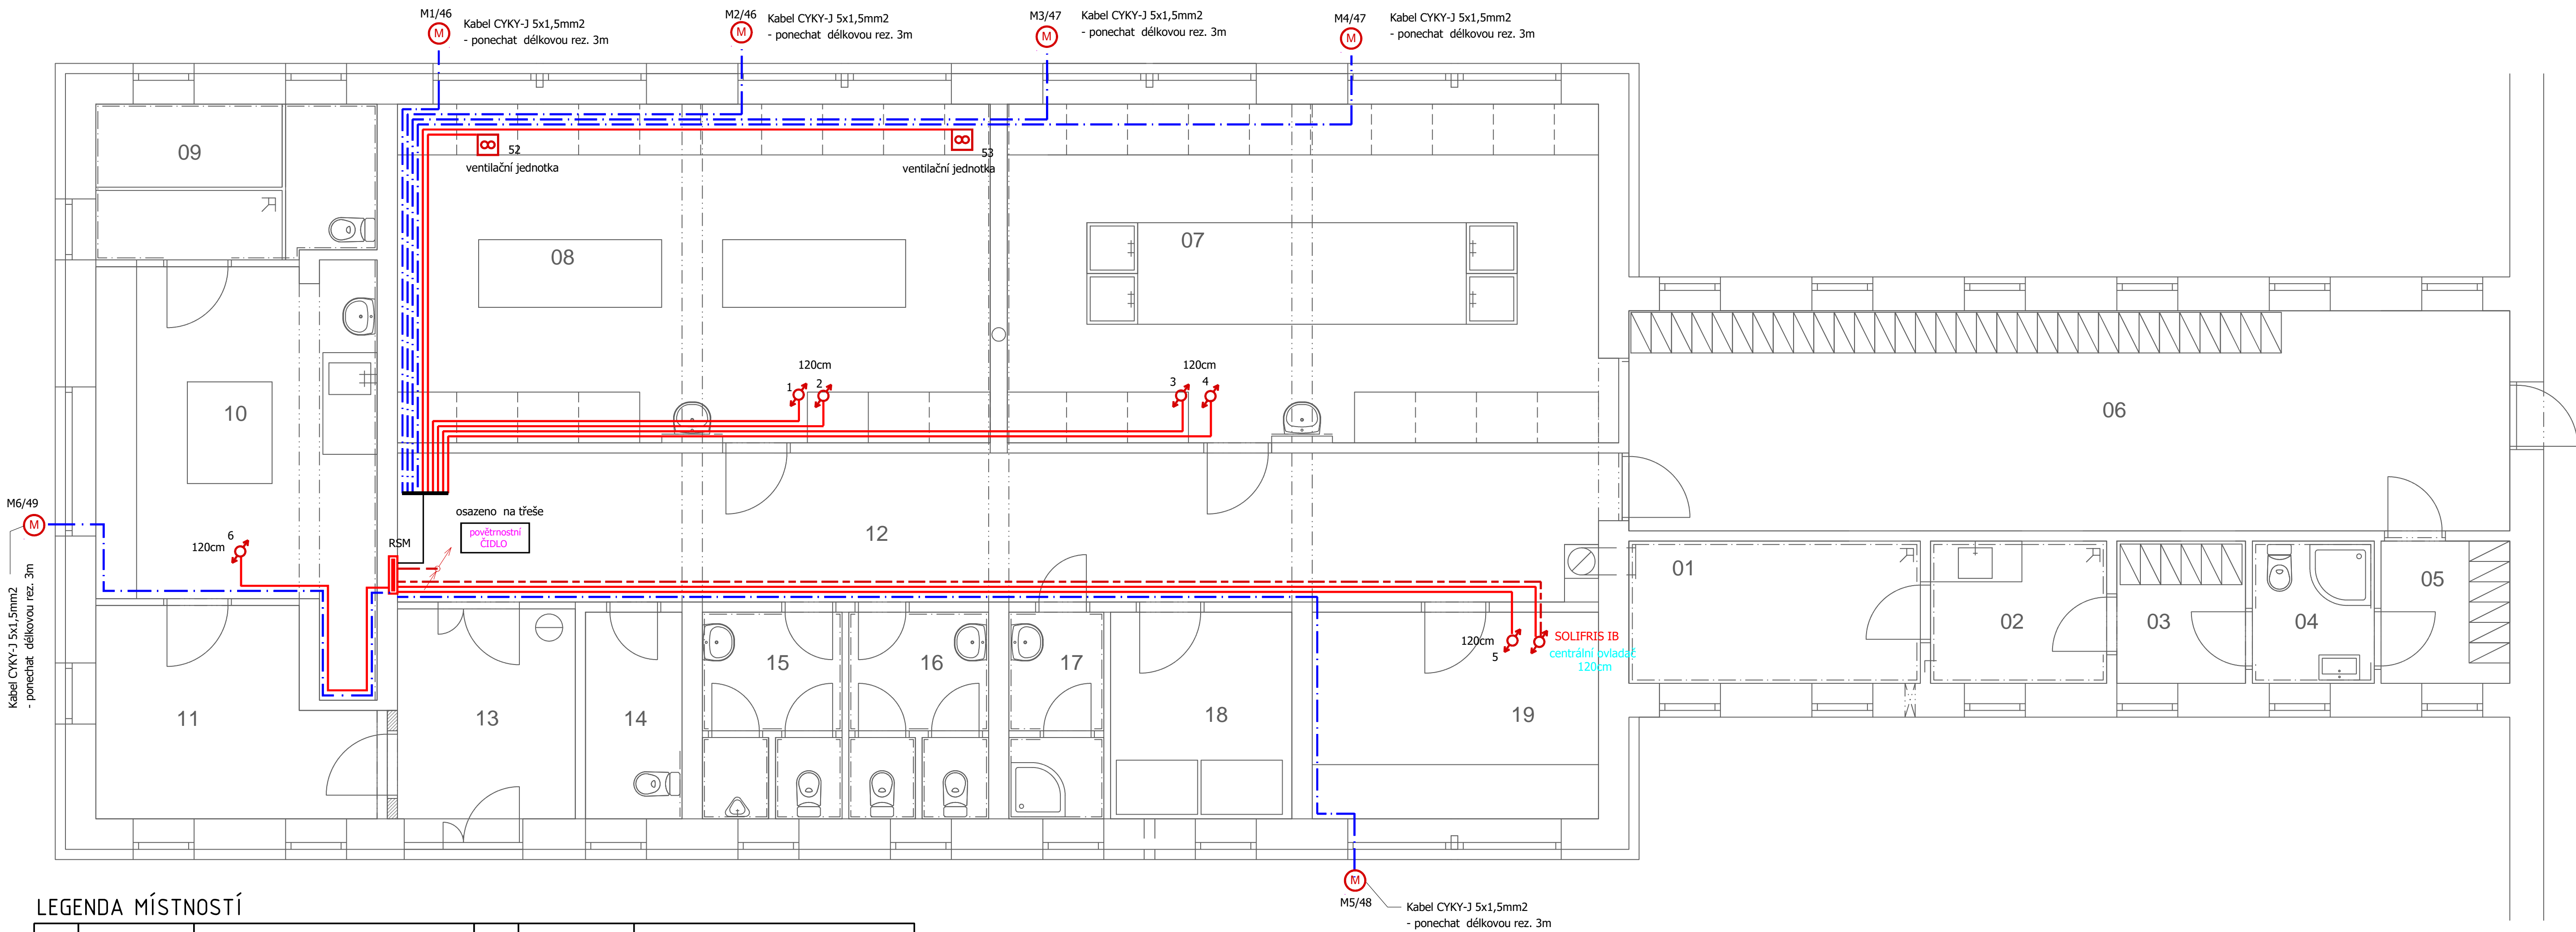 M1/46
M
Kabel CYKY-J 5x1,5mm2
- ponechat  délkovou rez. 3m
M2/46
M
Kabel CYKY-J 5x1,5mm2
- ponechat  délkovou rez. 3m
M3/47
M
Kabel CYKY-J 5x1,5mm2
- ponechat  délkovou rez. 3m
M4/47
M
Kabel CYKY-J 5x1,5mm2
- ponechat  délkovou rez. 3m
09
52
ventilační jednotka
53
ventilační jednotka
08
07
10
120cm
1
2
120cm
3
4
06
M6/49
M
Kabel CYKY-J 5x1,5mm2
- ponechat  délkovou rez. 3m
6
120cm
RSM
osazeno  na třeše
povětrnostní
ČIDLO
12
01
02
03
04
05
11
13
14
15
16
17
18
19
120cm
5
SOLIFRIS IB
centrální ovladač
120cm
M
M5/48
Kabel CYKY-J 5x1,5mm2
- ponechat  délkovou rez. 3m
LEGENDA MÍSTNOSTÍ